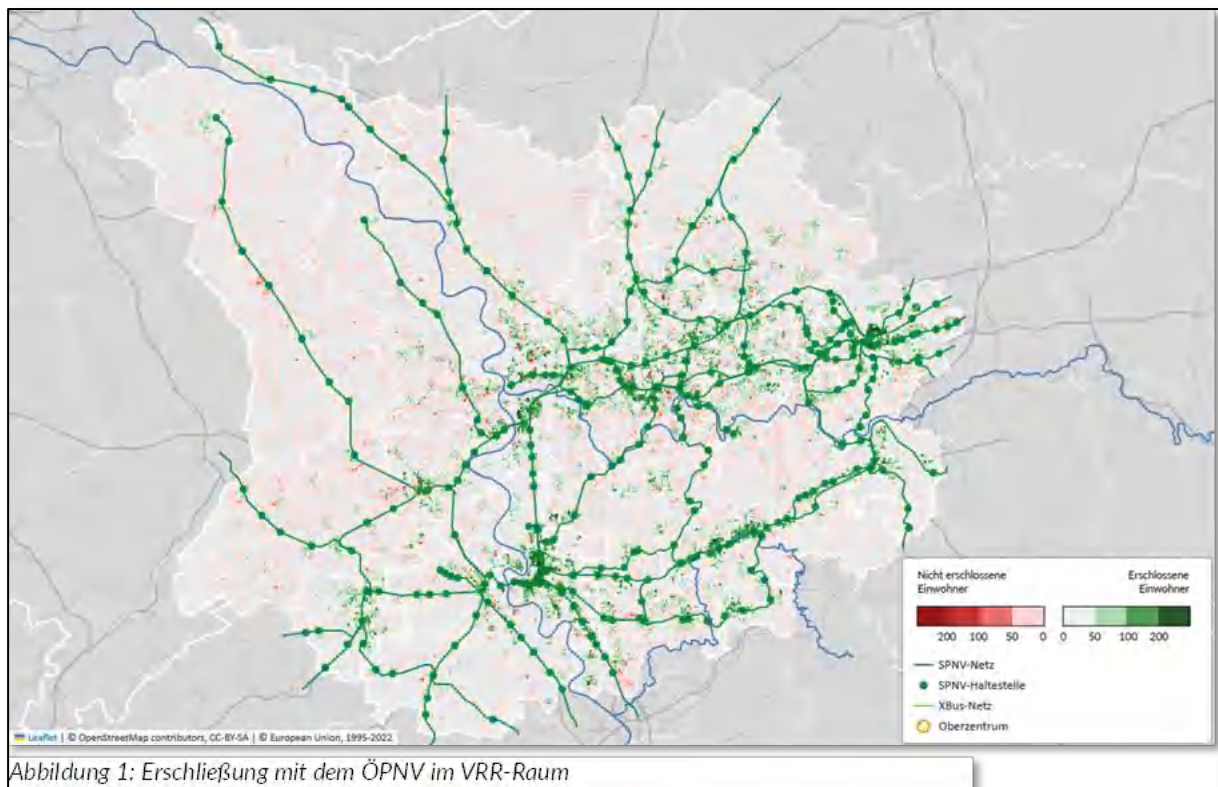 Nicht erschlossene
Einwohner
Erschlossene
Einwohner
200 100 50 0
0 50 100 200
SPNV-Netz
SPNV-Haltestelle
XBus-Netz
Oberzentrum
Leaflet | © OpenStreetMap contributors, CC-BY-SA | © European Union, 1995-2022
Abbildung 1: Erschließung mit dem ÖPNV im VRR-Raum